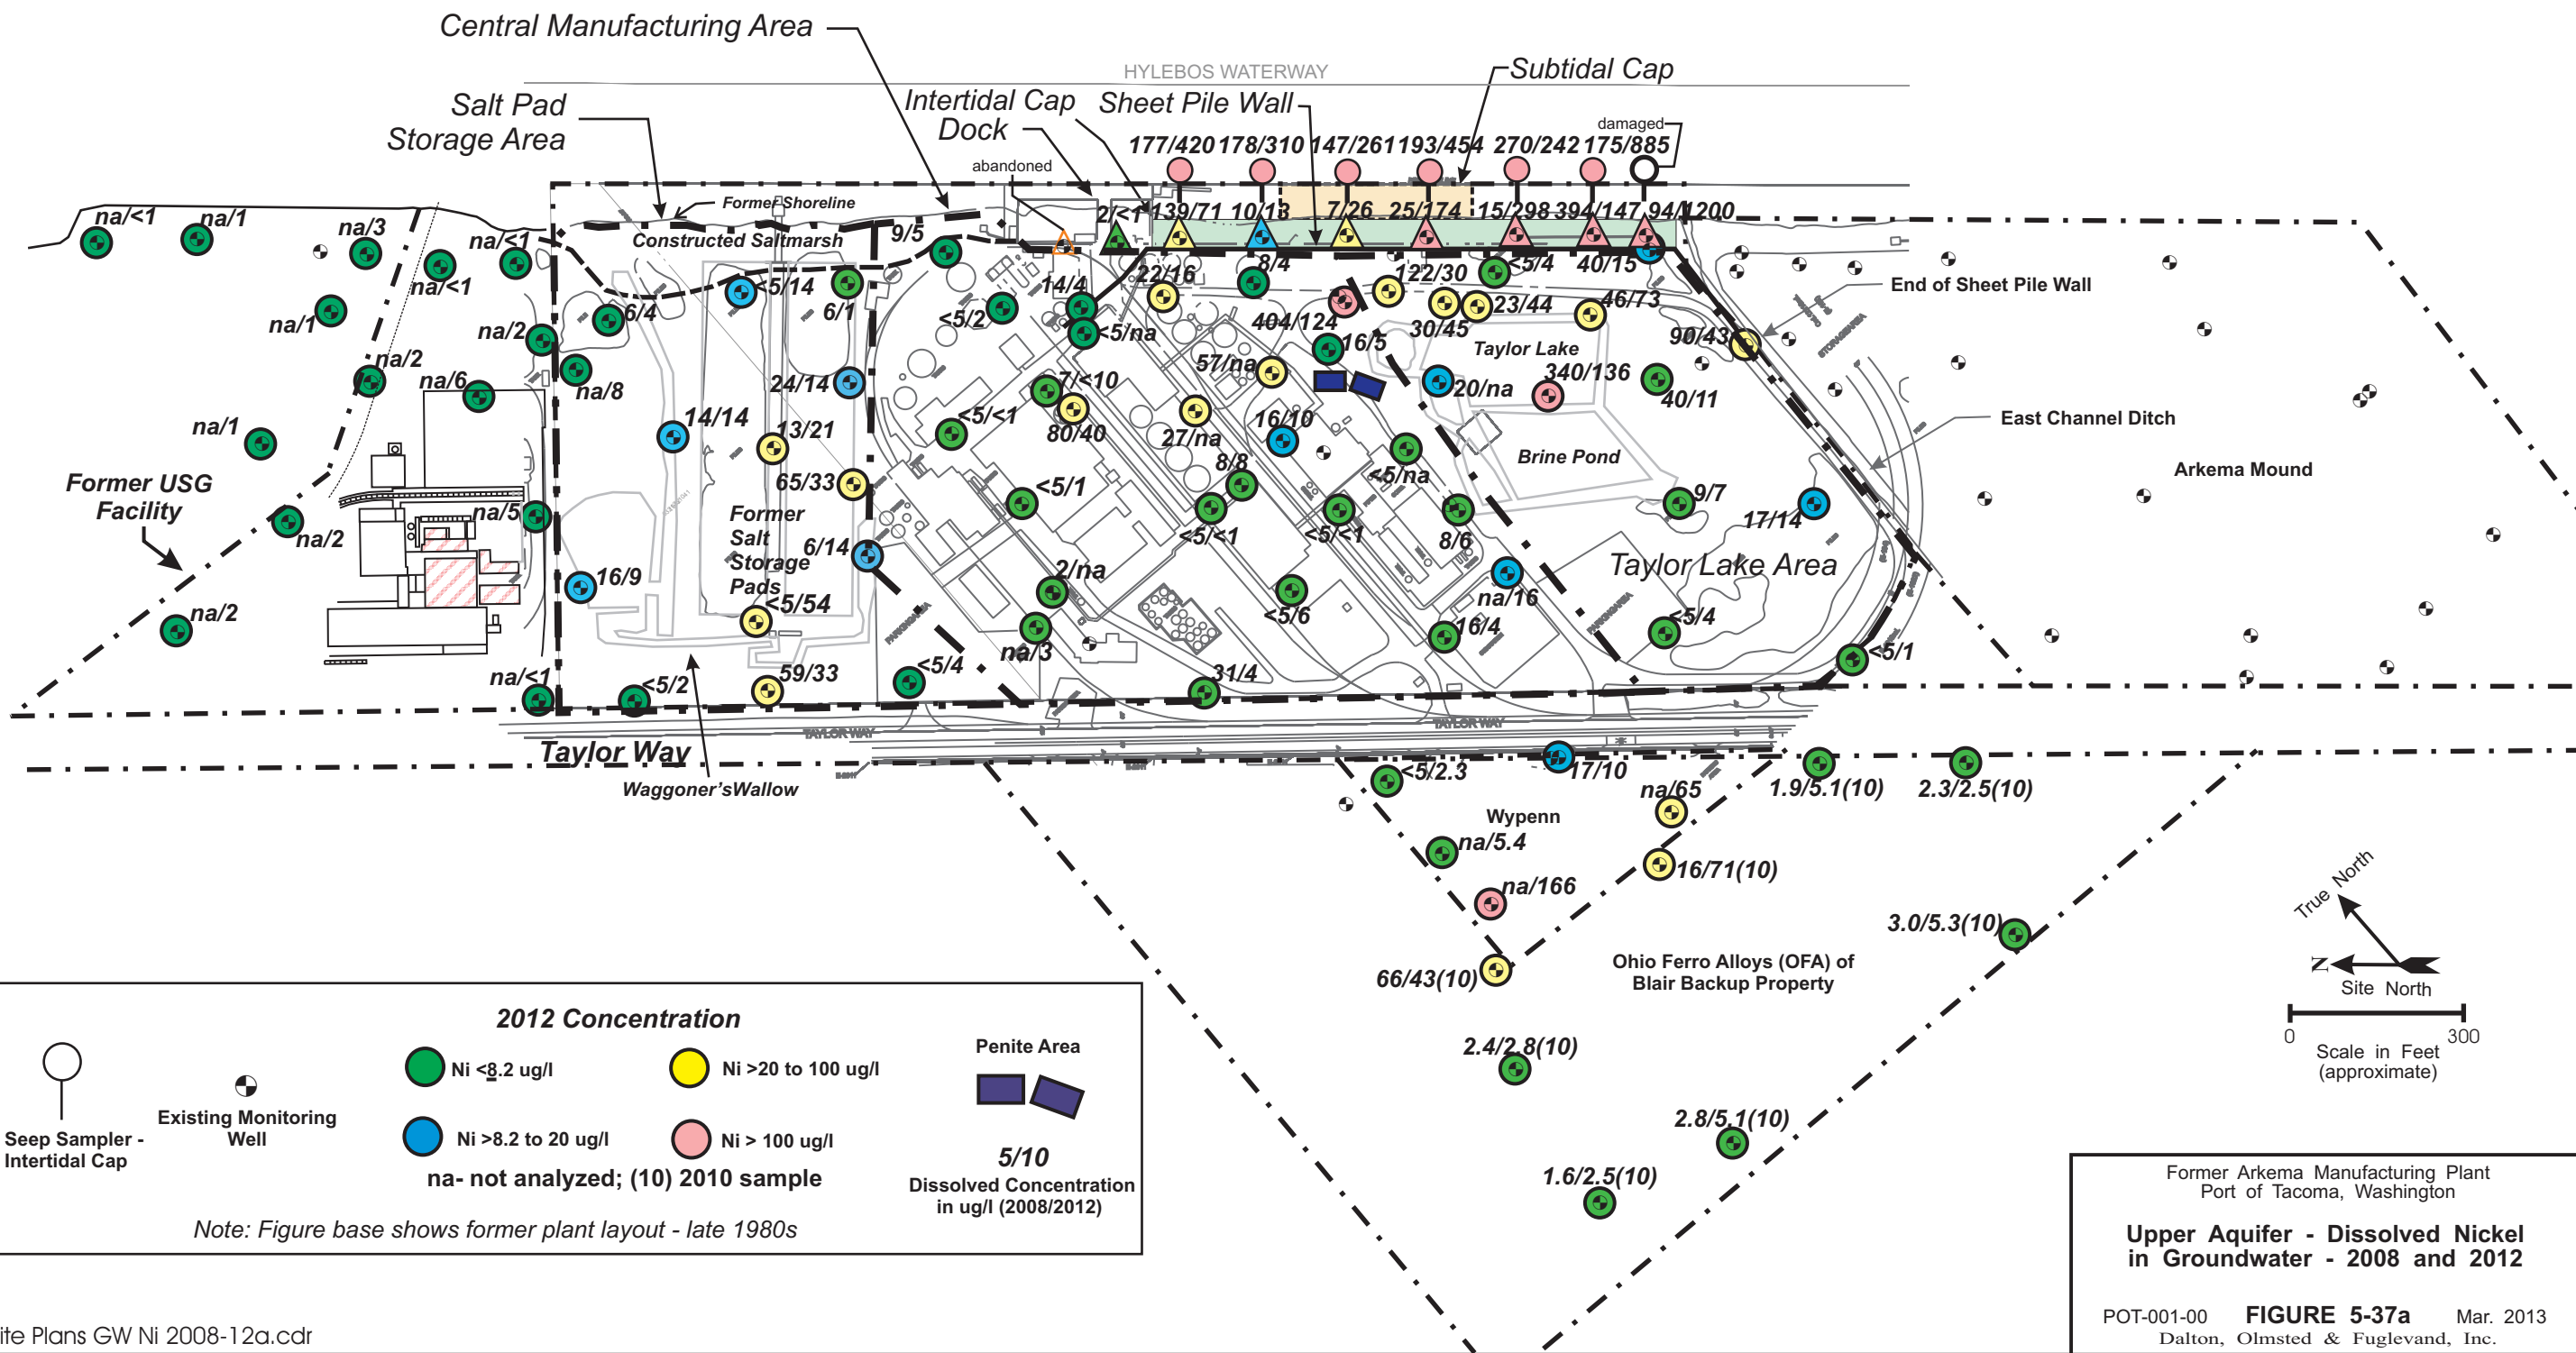 Central Manufacturing Area
HYLEBOS WATERWAY
Subtidal Cap
Salt Pad
Storage Area
Intertidal Cap
Dock
Sheet Pile Wall
damaged
177/420 178/310 147/261 193/454 270/242 175/885
abandoned
Former Shoreline
2/<1 139/71 10/13 7/26 25/174 15/298 394/147 94/1200
na/<1
na/1
na/3
na/<1
na/<1
na/1
na/2
na/2
na/6
na/8
na/1
na/2
na/5
na/2
na/<1
Former USG
Facility
Constructed Saltmarsh
9/5
<5/14
6/1
6/4
24/14
14/14
13/21
65/33
Former
Salt
Storage
Pads
6/14
16/9
<5/54
59/33
<5/2
<5/4
14/4
22/16
8/4
<5/2
<5/na
404/124
122/30
<5/4
40/15
30/45
23/44
46/73
90/43
End of Sheet Pile Wall
16/5
57/na
Taylor Lake
7/<10
20/na
340/136
40/11
<5/<1
80/40
27/na
16/10
East Channel Ditch
8/8
<5/na
Brine Pond
Arkema Mound
<5/1
<5/<1
<5/<1
8/6
9/7
17/14
2/na
<5/6
na/16
Taylor Lake Area
na/3
16/4
<5/4
31/4
<5/1
PARKING AREA
PARKING AREA
STORAGE AREA
TAYLOR WAY
TAYLOR WAY
Taylor Way
Waggoner'sWallow
<5/2.3
17/10
na/65
1.9/5.1(10)
2.3/2.5(10)
Wypenn
na/5.4
16/71(10)
na/166
3.0/5.3(10)
66/43(10)
Ohio Ferro Alloys (OFA) of
Blair Backup Property
2.4/2.8(10)
2.8/5.1(10)
1.6/2.5(10)
True North
N
Site North
0 300
Scale in Feet
(approximate)
2012 Concentration
Ni <8.2 ug/l
Ni >20 to 100 ug/l
Ni >8.2 to 20 ug/l
Ni > 100 ug/l
na- not analyzed; (10) 2010 sample
Seep Sampler -
Intertidal Cap
Existing Monitoring
Well
Penite Area
5/10
Dissolved Concentration
in ug/l (2008/2012)
Note: Figure base shows former plant layout - late 1980s
Former Arkema Manufacturing Plant
Port of Tacoma, Washington
Upper Aquifer - Dissolved Nickel
in Groundwater - 2008 and 2012
POT-001-00 FIGURE 5-37a Mar. 2013
Dalton, Olmsted & Fuglevand, Inc.
ite Plans GW Ni 2008-12a.cdr